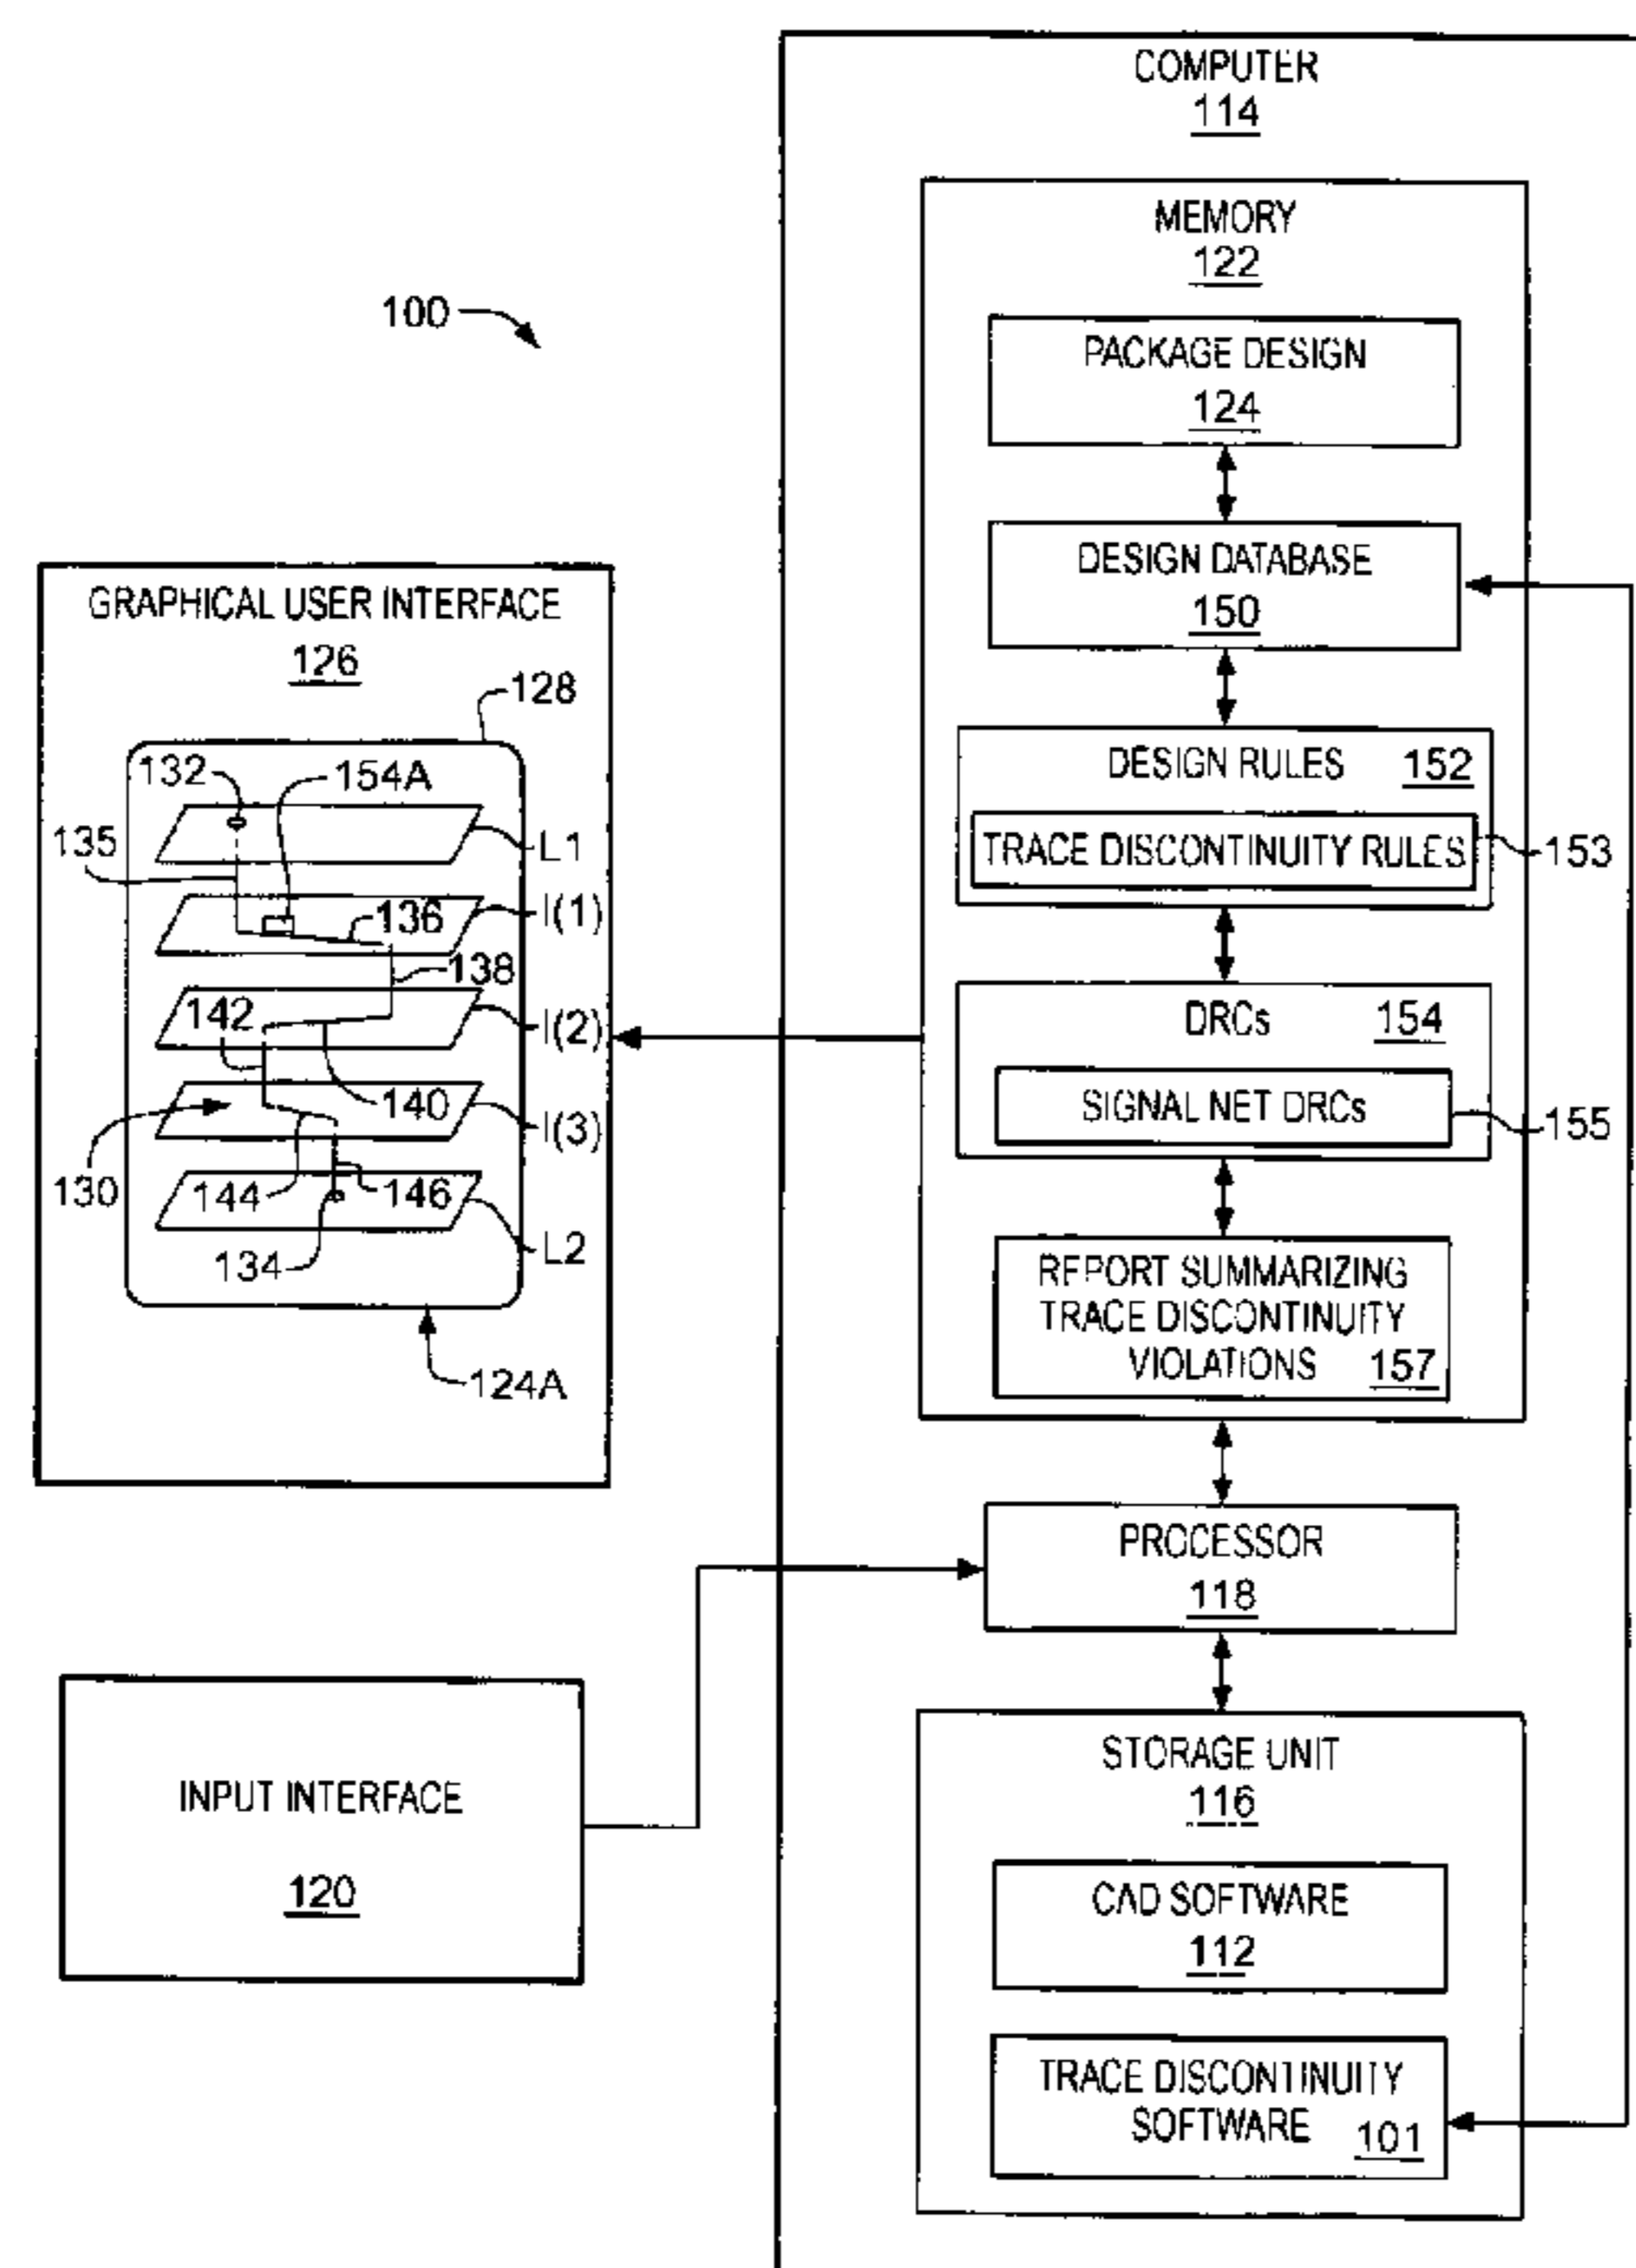 100
GRAPHICAL USER INTERFACE
126
128
132
154A
135
L1
I(1)
136
138
142
I(2)
140
I(3)
130
144
146
134
L2
124A
INPUT INTERFACE
120
COMPUTER
114
MEMORY
122
PACKAGE DESIGN
124
DESIGN DATABASE
150
DESIGN RULES 152
TRACE DISCONTINUITY RULES
153
DRCs 154
SIGNAL NET DRCs
155
REPORT SUMMARIZING
TRACE DISCONTINUITY
VIOLATIONS 157
PROCESSOR
118
STORAGE UNIT
116
CAD SOFTWARE
112
TRACE DISCONTINUITY
SOFTWARE 101